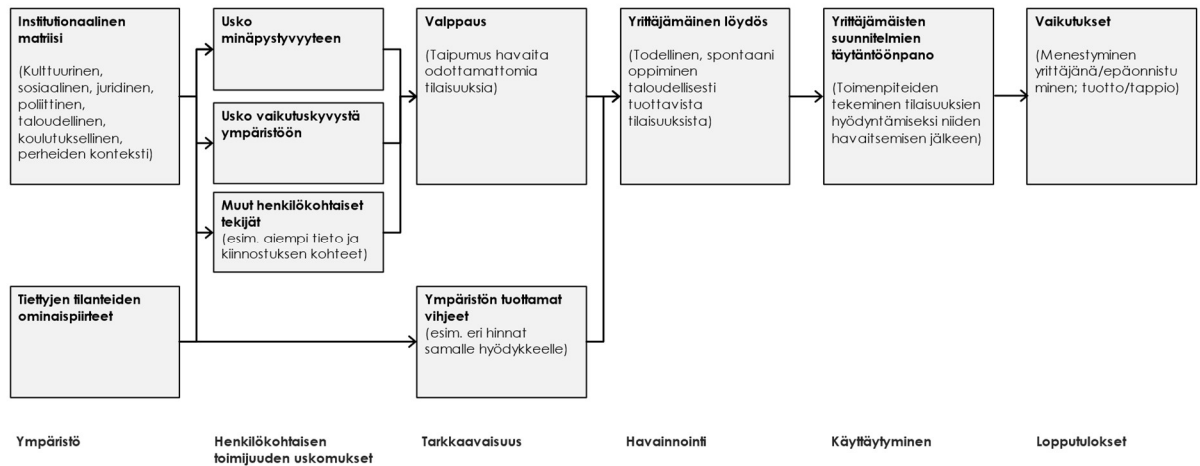 Institutionaalinen
matriisi
(Kulttuurinen,
sosiaalinen, juridinen,
poliittinen,
taloudellinen,
koulutuksellinen,
perheiden konteksti)
Usko
minäpystyvyyteen
Usko vaikutuskyvystä
ympäristöön
Muut henkilökohtaiset
tekijät
(esim. aiempi tieto ja
kiinnostuksen kohteet)
Valppaus
(Taipumus havaita
odottamattomia
tilaisuuksia)
Yrittäjämäinen löydös
(Todellinen, spontaani
oppiminen
taloudellisesti
tuottavista
tilaisuuksista)
Yrittäjämäisten
suunnitelmien
täytäntöönpano
(Toimenpiteiden
tekeminen tilaisuuksien
hyödyntämiseksi niiden
havaitsemisen jälkeen)
Vaikutukset
(Menestyminen
yrittäjänä/epäonnistu
minen; tuotto/tappio)
Tiettyjen tilanteiden
ominaispiirteet
Ympäristön tuottamat
vihjeet
(esim. eri hinnat
samalle hyödykkeelle)
Ympäristö
Henkilökohtaisen
toimijuuden uskomukset
Tarkkaavaisuus
Havainnointi
Käyttäytyminen
Lopputulokset